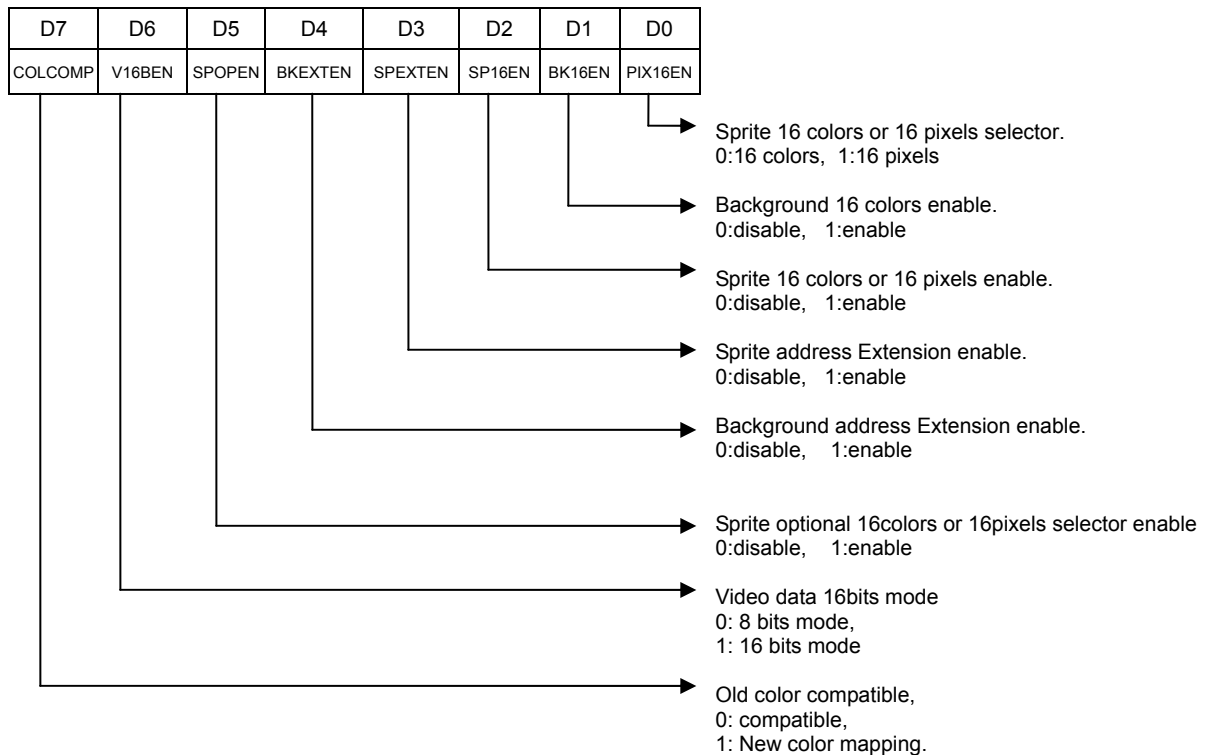 D7 D6 D5 D4 D3 D2 D1 D0
COLCOMP V16BEN SPOPEN BKEXTEN SPEXTEN SP16EN BK16EN PIX16EN
Sprite 16 colors or 16 pixels selector.
0:16 colors, 1:16 pixels
Background 16 colors enable.
0:disable, 1:enable
Sprite 16 colors or 16 pixels enable.
0:disable, 1:enable
Sprite address Extension enable.
0:disable, 1:enable
Background address Extension enable.
0:disable, 1:enable
Sprite optional 16colors or 16pixels selector enable
0:disable, 1:enable
Video data 16bits mode
0: 8 bits mode,
1: 16 bits mode
Old color compatible,
0: compatible,
1: New color mapping.